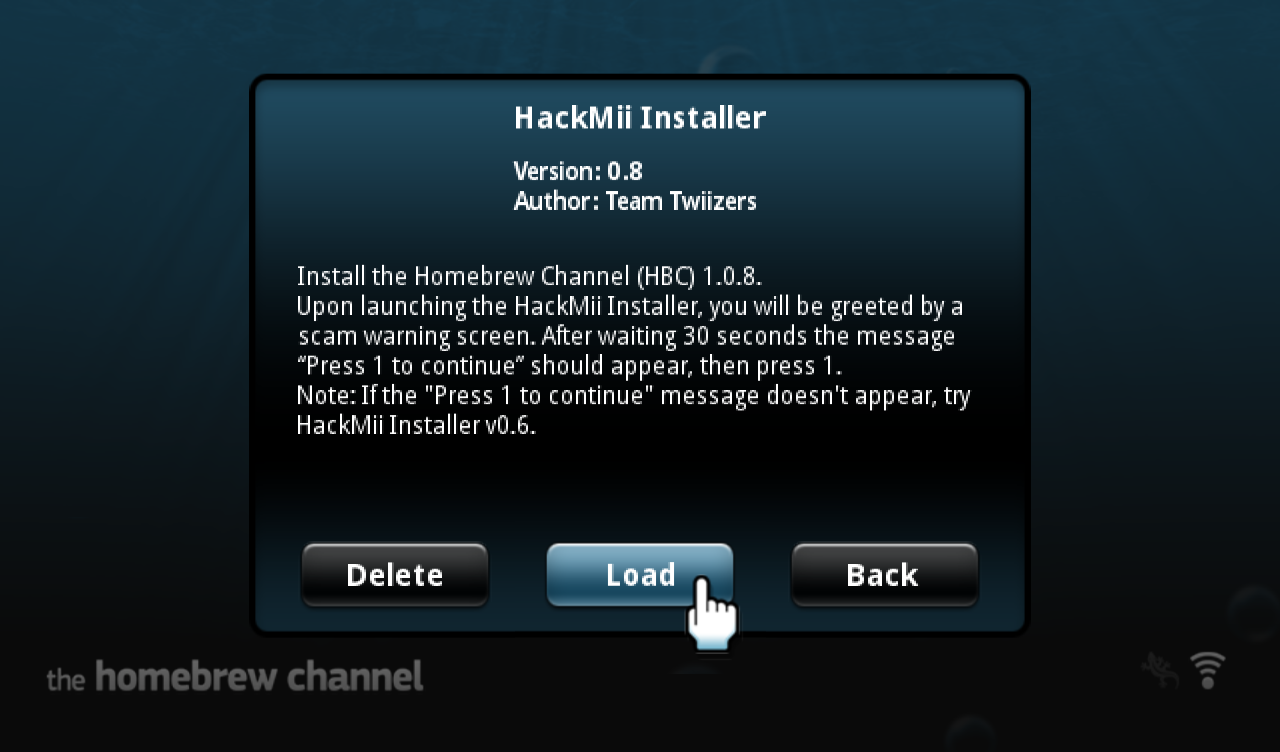 HackMii Installer
Version: 0.8
Author: Team Twiizers
Install the Homebrew Channel (HBC) 1.0.8.
Upon launching the HackMii Installer, you will be greeted by a
scam warning screen. After waiting 30 seconds the message
“Press 1 to continue” should appear, then press 1.
Note: If the "Press 1 to continue" message doesn't appear, try
HackMii Installer v0.6.
Delete
Load
Back
the homebrew channel